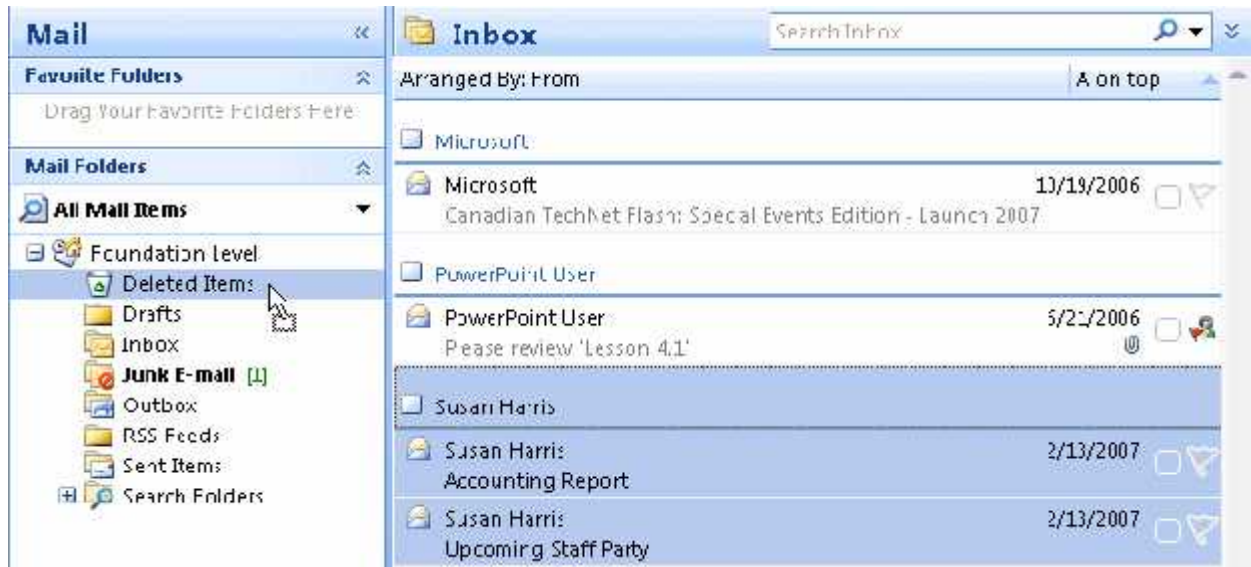 Mail
Favorite Folders
Drag Your Favorite Folders Here
Mail Folders
All Mail Items
Foundation Level
Deleted Items
Drafts
Inbox
Junk E-mail [1]
Outbox
RSS Feeds
Sent Items
Search Folders
Inbox
Search Inbox
Arranged By: From
A on top
Microsoft
Microsoft
10/19/2006
Canadian TechNet Flash: Special Events Edition - Launch 2007
PowerPoint User
PowerPoint User
Please review 'Lesson 4.1'
Susan Harris
Susan Harris
2/13/2007
Accounting Report
Susan Harris
2/13/2007
Upcoming Staff Party